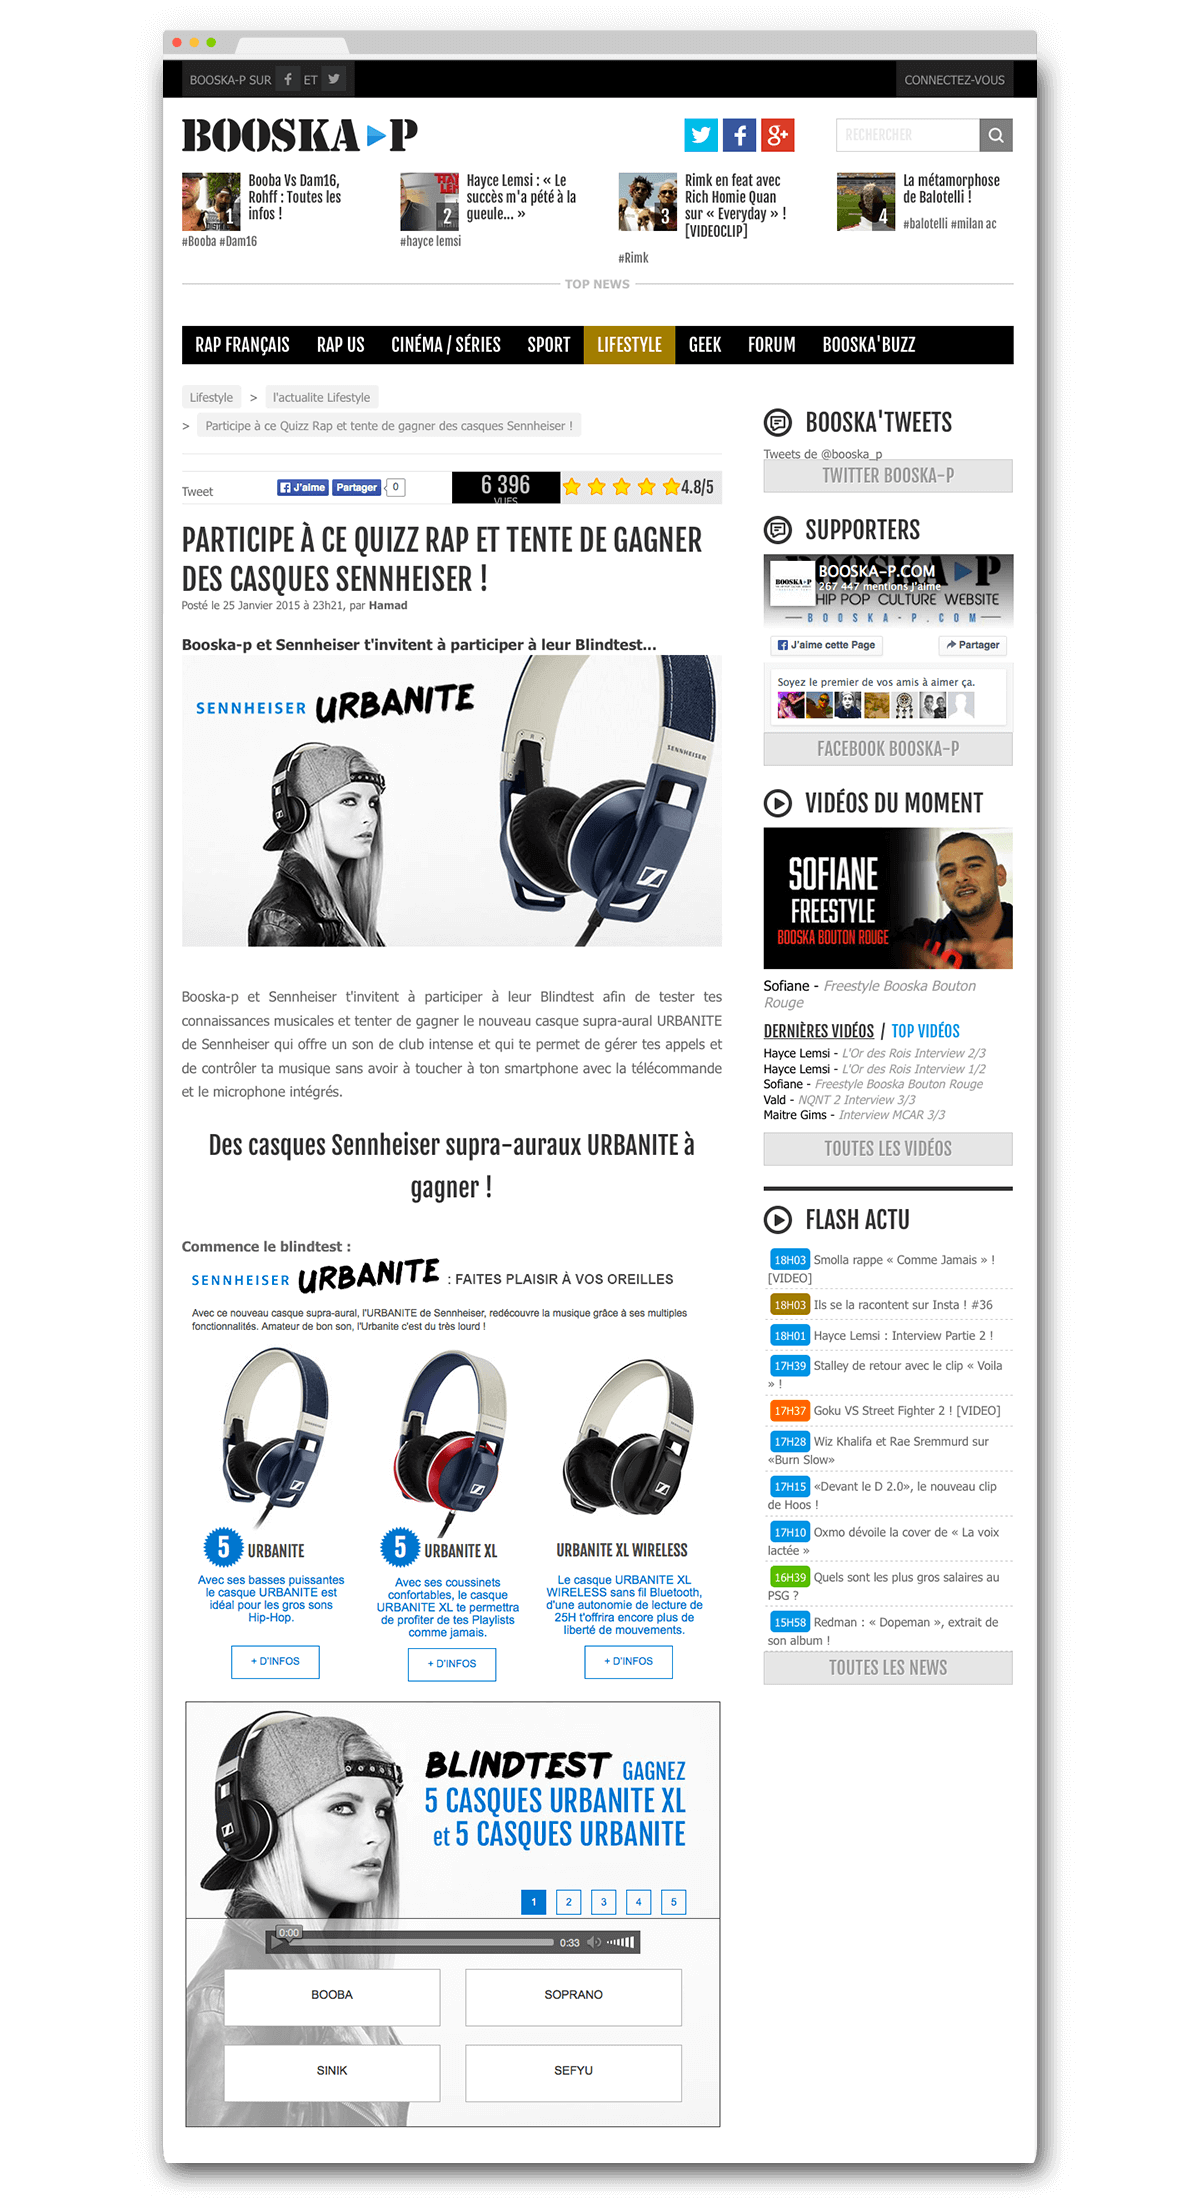 BOOSKA-P SUR f ET
CONNECTEZ-VOUS
BOOSKA P
RECHERCHER
1
Booba Vs Dam16,
Rohff : Toutes les
infos !
#Booba #Dam16
2
Hayce Lemsi : « Le
succès m'a pété à la
gueule... »
#hayce lemsi
3
Rimk en feat avec
Rich Homie Quan
sur « Everyday » !
[VIDEOCLIP]
#Rimk
4
La métamorphose
de Balotelli !
#balotelli #milan ac
TOP NEWS
RAP FRANÇAIS RAP US CINÉMA / SÉRIES SPORT LIFESTYLE GEEK FORUM BOOSKA'BUZZ
Lifestyle > l'actualite Lifestyle
> Participe à ce Quizz Rap et tente de gagner des casques Sennheiser !
Tweet J'aime Partager 0
6 396
VUES
4.8/5
PARTICIPE À CE QUIZZ RAP ET TENTE DE GAGNER
DES CASQUES SENNHEISER !
Posté le 25 Janvier 2015 à 23h21, par Hamad
Booska-p et Sennheiser t'invitent à participer à leur Blindtest...
SENNHEISER URBANITE
SENNHEISER
Booska-p et Sennheiser t'invitent à participer à leur Blindtest afin de tester tes
connaissances musicales et tenter de gagner le nouveau casque supra-aural URBANITE
de Sennheiser qui offre un son de club intense et qui te permet de gérer tes appels et
de contrôler ta musique sans avoir à toucher à ton smartphone avec la télécommande
et le microphone intégrés.
Des casques Sennheiser supra-auraux URBANITE à
gagner !
Commence le blindtest :
SENNHEISER URBANITE : FAITES PLAISIR À VOS OREILLES
Avec ce nouveau casque supra-aural, l'URBANITE de Sennheiser, redécouvre la musique grâce à ses multiples
fonctionnalités. Amateur de bon son, l'Urbanite c'est du très lourd !
5 URBANITE
Avec ses basses puissantes
le casque URBANITE est
idéal pour les gros sons
Hip-Hop.
+ D'INFOS
5 URBANITE XL
Avec ses coussinets
confortables, le casque
URBANITE XL te permettra
de profiter de tes Playlists
comme jamais.
+ D'INFOS
URBANITE XL WIRELESS
Le casque URBANITE XL
WIRELESS sans fil Bluetooth,
d'une autonomie de lecture de
25H t'offrira encore plus de
liberté de mouvements.
+ D'INFOS
BLINDTEST GAGNEZ
5 CASQUES URBANITE XL
et 5 CASQUES URBANITE
1 2 3 4 5
0:00
0:33
BOOBA SOPRANO
SINIK SEFYU
BOOSKA'TWEETS
Tweets de @booska_p
TWITTER BOOSKA-P
SUPPORTERS
BOOSKA-P
BOOSKA-P.COM
267 447 mentions J'aime
HIP POP CULTURE WEBSITE
BOOSKA-P.COM
J'aime cette Page Partager
Soyez le premier de vos amis à aimer ça.
FACEBOOK BOOSKA-P
VIDÉOS DU MOMENT
SOFIANE
FREESTYLE
BOOSKA BOUTON ROUGE
Sofiane - Freestyle Booska Bouton
Rouge
DERNIÈRES VIDÉOS / TOP VIDÉOS
Hayce Lemsi - L'Or des Rois Interview 2/3
Hayce Lemsi - L'Or des Rois Interview 1/2
Sofiane - Freestyle Booska Bouton Rouge
Vald - NQNT 2 Interview 3/3
Maitre Gims - Interview MCAR 3/3
TOUTES LES VIDÉOS
FLASH ACTU
18H03 Smolla rappe « Comme Jamais » !
[VIDEO]
18H03 Ils se la racontent sur Insta ! #36
18H01 Hayce Lemsi : Interview Partie 2 !
17H39 Stalley de retour avec le clip « Voila
» !
17H37 Goku VS Street Fighter 2 ! [VIDEO]
17H28 Wiz Khalifa et Rae Sremmurd sur
«Burn Slow»
17H15 «Devant le D 2.0», le nouveau clip
de Hoos !
17H10 Oxmo dévoile la cover de « La voix
lactée »
16H39 Quels sont les plus gros salaires au
PSG ?
15H58 Redman : « Dopeman », extrait de
son album !
TOUTES LES NEWS